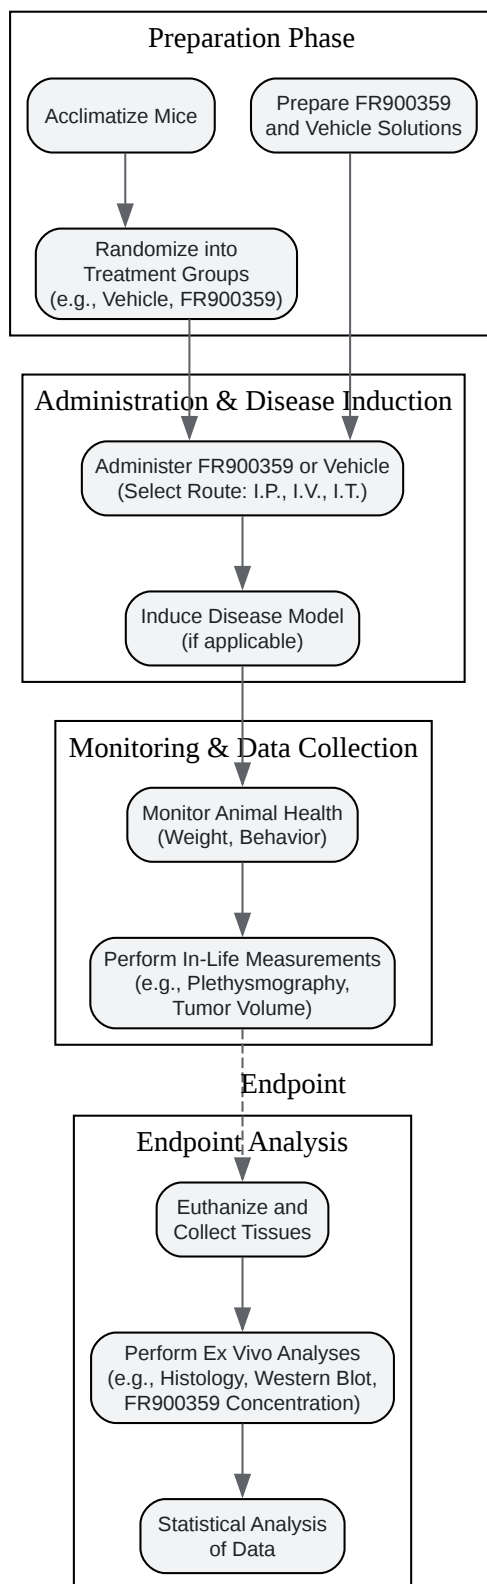 Preparation Phase
Acclimatize Mice
Prepare FR900359
and Vehicle Solutions
Randomize into
Treatment Groups
(e.g., Vehicle, FR900359)
Administration & Disease Induction
Administer FR900359 or Vehicle
(Select Route: I.P., I.V., I.T.)
Induce Disease Model
(if applicable)
Monitoring & Data Collection
Monitor Animal Health
(Weight, Behavior)
Perform In-Life Measurements
(e.g., Plethysmography,
Tumor Volume)
Endpoint
Endpoint Analysis
Euthanize and
Collect Tissues
Perform Ex Vivo Analyses
(e.g., Histology, Western Blot,
FR900359 Concentration)
Statistical Analysis
of Data